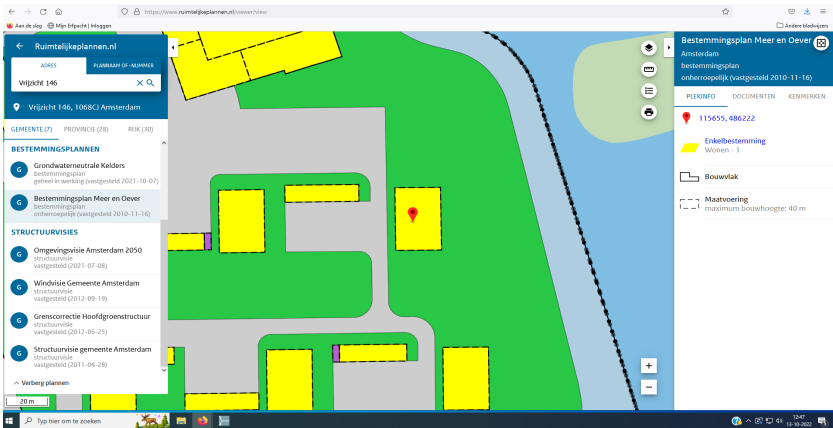 https://www.ruimtelijkeplannen.nl/viewer/view
Aan de slag
Mijn Erfpacht | Inloggen
Andere bladwijzers
Ruimtelijkeplannen.nl
ADRES
PLANNAAM OF -NUMMER
Vrijzicht 146
Vrijzicht 146, 1068CJ Amsterdam
GEMEENTE (7)
PROVINCIE (28)
RIJK (30)
BESTEMMINGSPLANNEN
G
Grondwaterneutrale Kelders
bestemmingsplan
geheel in werking (vastgesteld 2021-10-07)
G
Bestemmingsplan Meer en Oever
bestemmingsplan
onherroepelijk (vastgesteld 2010-11-16)
STRUCTUURVISIES
G
Omgevingsvisie Amsterdam 2050
structuurvisie
vastgesteld (2021-07-08)
G
Windvisie Gemeente Amsterdam
structuurvisie
vastgesteld (2012-09-19)
G
Grenscorrectie Hoofdgroenstructuur
structuurvisie
vastgesteld (2012-05-25)
G
Structuurvisie gemeente Amsterdam
structuurvisie
vastgesteld (2011-04-28)
Verberg plannen
20 m
+
−
Bestemmingsplan Meer en Oever
Amsterdam
bestemmingsplan
onherroepelijk (vastgesteld 2010-11-16)
PLEKINFO
DOCUMENTEN
KENMERKEN
115655, 486222
Enkelbestemming
Wonen - 1
Bouwvlak
Maatvoering
maximum bouwhoogte: 40 m
Typ hier om te zoeken
12:47
13-10-2022